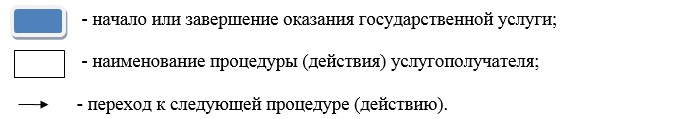 - начало или завершение оказания государственной услуги;
- наименование процедуры (действия) услугополучателя;
- переход к следующей процедуре (действию).